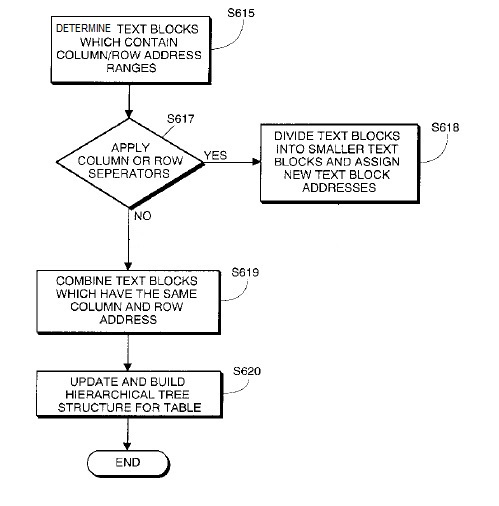 S615
DETERMINE TEXT BLOCKS
WHICH CONTAIN
COLUMN/ROW ADDRESS
RANGES
S617
APPLY
COLUMN OR ROW
SEPERATORS
YES
S618
DIVIDE TEXT BLOCKS
INTO SMALLER TEXT
BLOCKS AND ASSIGN
NEW TEXT BLOCK
ADDRESSES
NO
S619
COMBINE TEXT BLOCKS
WHICH HAVE THE SAME
COLUMN AND ROW
ADDRESS
S620
UPDATE AND BUILD
HIERARCHICAL TREE
STRUCTURE FOR TABLE
END